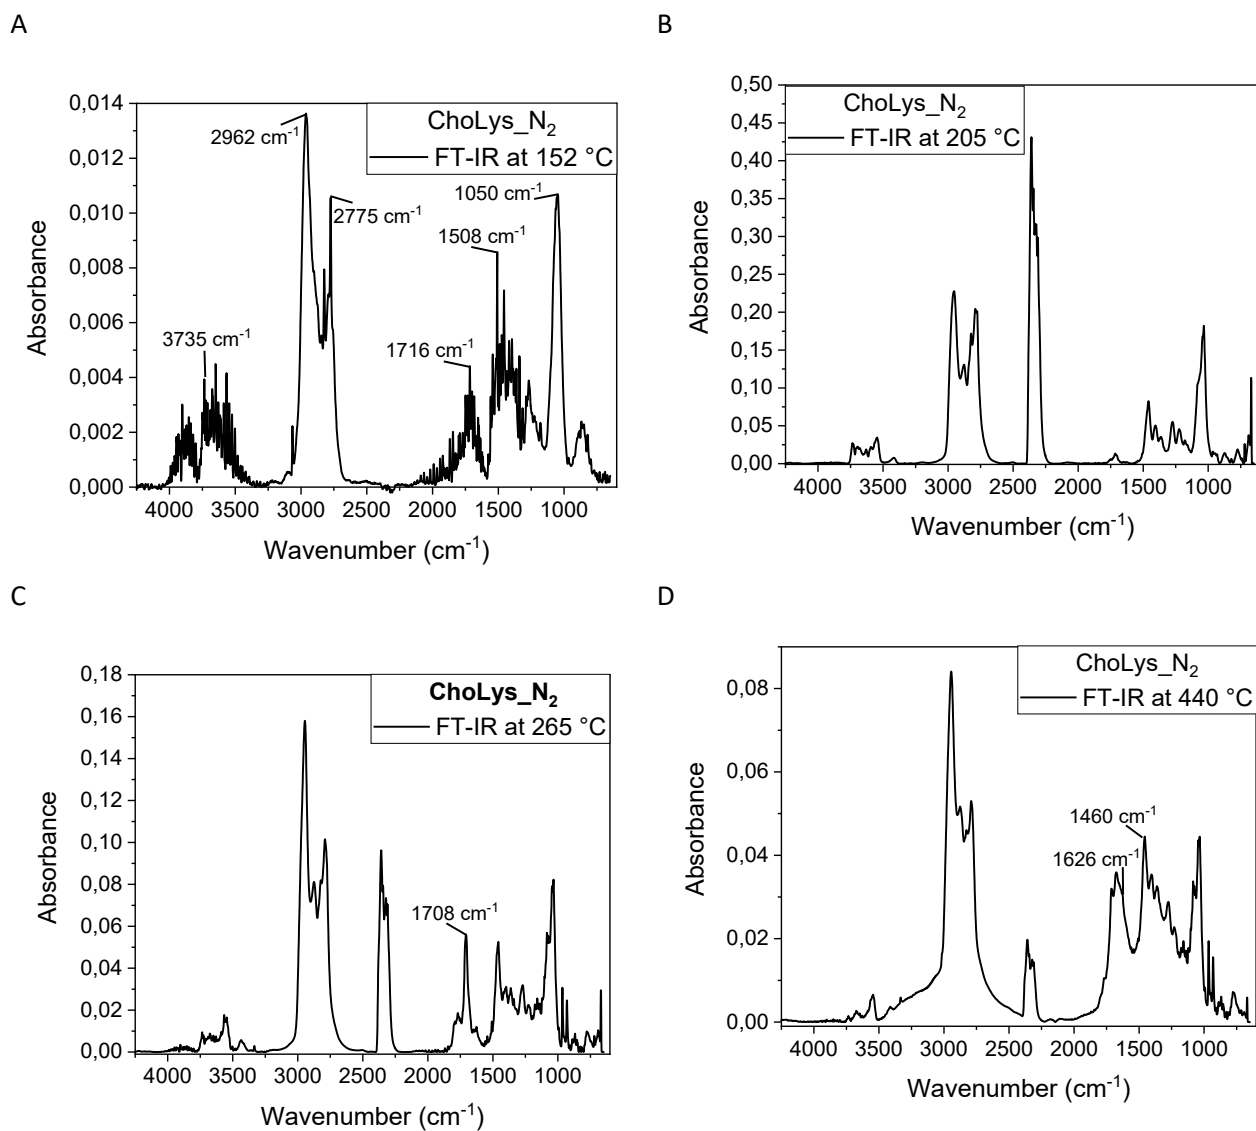 A
0,014
0,012
0,010
0,008
0,006
0,004
0,002
0,000
Absorbance
ChoLys_N₂
FT-IR at 152 °C
2962 cm⁻¹
2775 cm⁻¹
1050 cm⁻¹
1508 cm⁻¹
3735 cm⁻¹
1716 cm⁻¹
4000 3500 3000 2500 2000 1500 1000
Wavenumber (cm⁻¹)
B
0,50
0,45
0,40
0,35
0,30
0,25
0,20
0,15
0,10
0,05
0,00
Absorbance
ChoLys_N₂
FT-IR at 205 °C
4000 3500 3000 2500 2000 1500 1000
Wavenumber (cm⁻¹)
C
0,18
0,16
0,14
0,12
0,10
0,08
0,06
0,04
0,02
0,00
Absorbance
ChoLys_N₂
FT-IR at 265 °C
1708 cm⁻¹
4000 3500 3000 2500 2000 1500 1000
Wavenumber (cm⁻¹)
D
0,08
0,06
0,04
0,02
0,00
Absorbance
ChoLys_N₂
FT-IR at 440 °C
1460 cm⁻¹
1626 cm⁻¹
4000 3500 3000 2500 2000 1500 1000
Wavenumber (cm⁻¹)